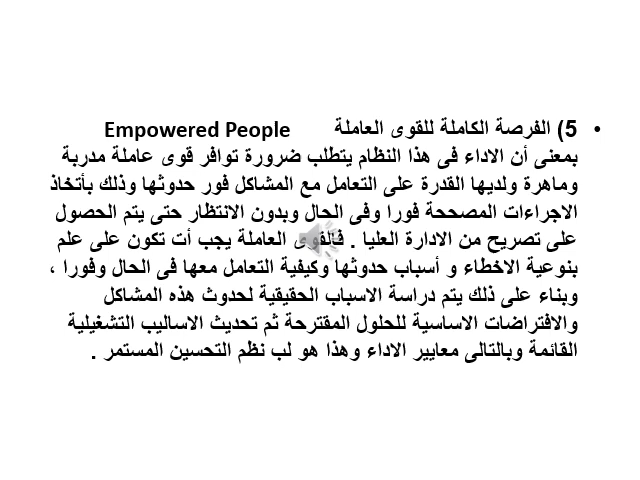 • 5) الفرصة الكاملة للقوى العاملة Empowered People
بمعنى أن الاداء فى هذا النظام يتطلب ضرورة توافر قوى عاملة مدربة
وماهرة ولديها القدرة على التعامل مع المشاكل فور حدوثها وذلك بأتخاذ
الاجراءات المصححة فورا وفى الحال وبدون الانتظار حتى يتم الحصول
على تصريح من الادارة العليا . فالقوى العاملة يجب أت تكون على علم
بنوعية الاخطاء و أسباب حدوثها وكيفية التعامل معها فى الحال وفورا ،
وبناء على ذلك يتم دراسة الاسباب الحقيقية لحدوث هذه المشاكل
والافتراضات الاساسية للحلول المقترحة ثم تحديث الاساليب التشغيلية
القائمة وبالتالى معايير الاداء وهذا هو لب نظم التحسين المستمر .